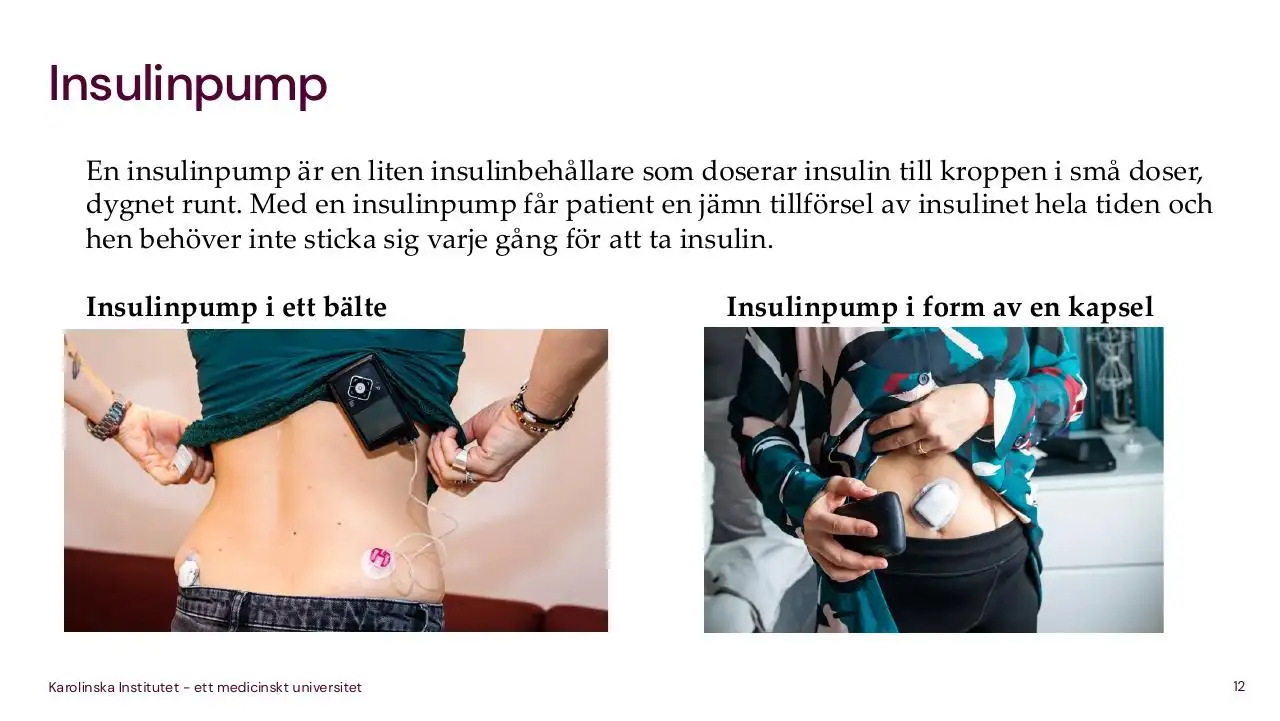 Insulinpump
En insulinpump är en liten insulinbehållare som doserar insulin till kroppen i små doser,
dygnet runt. Med en insulinpump får patient en jämn tillförsel av insulinet hela tiden och
hen behöver inte sticka sig varje gång för att ta insulin.
Insulinpump i ett bälte
Insulinpump i form av en kapsel
Karolinska Institutet - ett medicinskt universitet
12